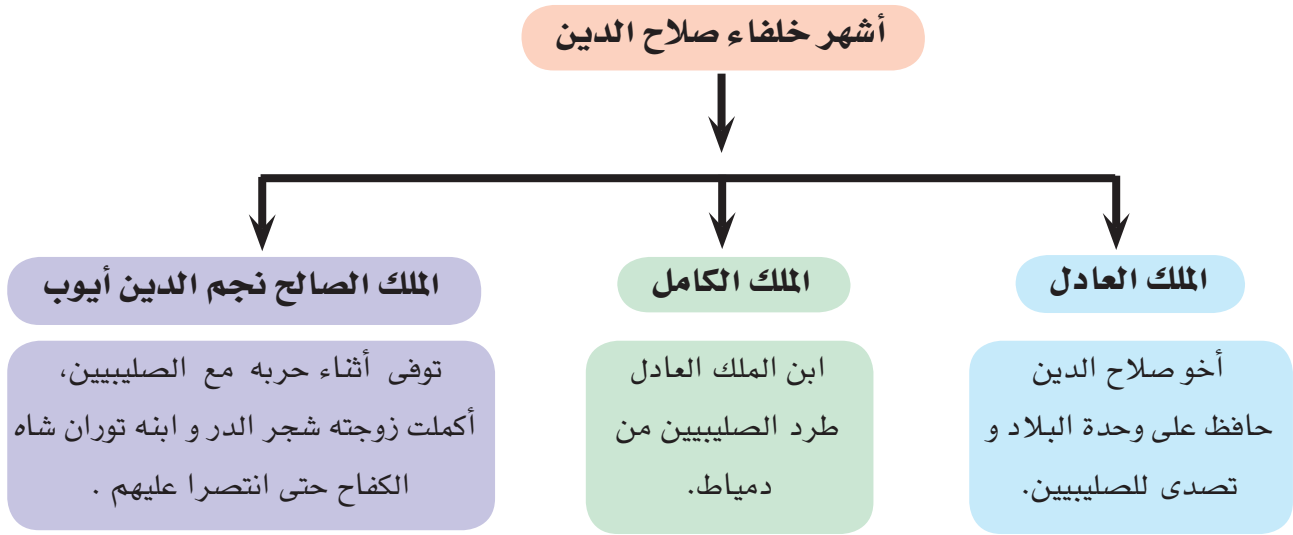 أشهر خلفاء صلاح الدين
الملك العادل
أخو صلاح الدين
حافظ على وحدة البلاد و
تصدى للصليبيين.
الملك الكامل
ابن الملك العادل
طرد الصليبيين من
دمياط.
الملك الصالح نجم الدين أيوب
توفى أثناء حربه مع الصليبيين،
أكملت زوجته شجر الدر و ابنه توران شاه
الكفاح حتى انتصرا عليهم .